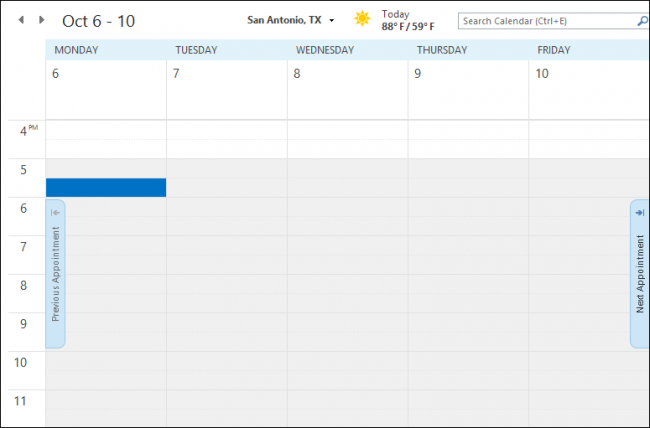 Oct 6 - 10
San Antonio, TX
Today
88° F / 59° F
Search Calendar (Ctrl+E)
MONDAY TUESDAY WEDNESDAY THURSDAY FRIDAY
6 7 8 9 10
4 PM
5
6
7
8
9
10
11
Previous Appointment
Next Appointment